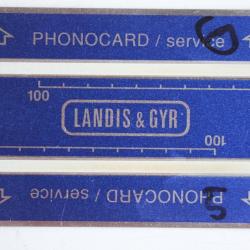 PHONOCARD / service
100
LANDIS & GYR
100
PHONOCARD / service